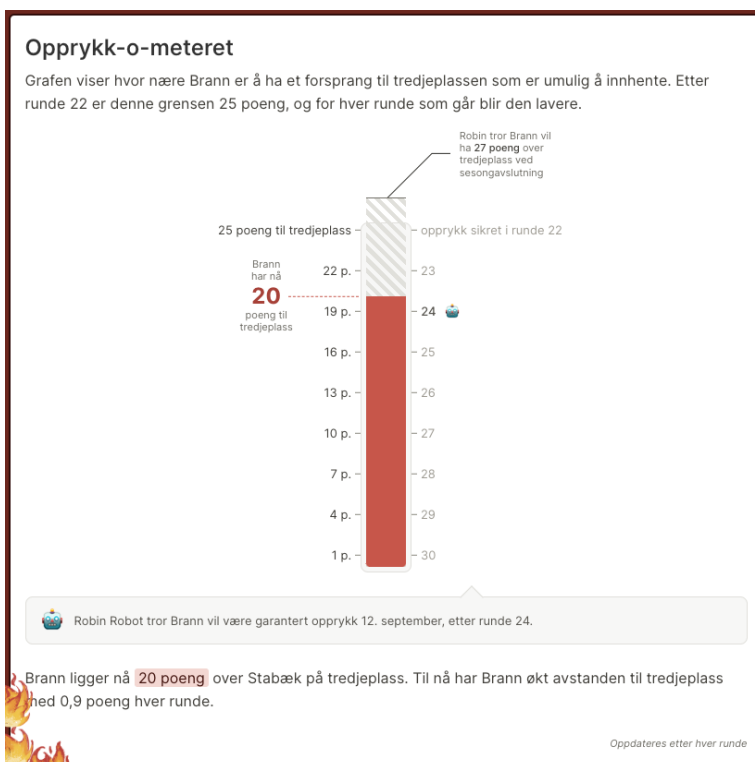 Opprykk-o-meteret
Grafen viser hvor nære Brann er å ha et forsprang til tredjeplassen som er umulig å innhente. Etter
runde 22 er denne grensen 25 poeng, og for hver runde som går blir den lavere.
Robin tror Brann vil
ha 27 poeng over
tredjeplass ved
sesongavslutning
25 poeng til tredjeplass
opprykk sikret i runde 22
Brann
har nå
20
poeng til
tredjeplass
22 p.
23
19 p.
24
16 p.
25
13 p.
26
10 p.
27
7 p.
28
4 p.
29
1 p.
30
Robin Robot tror Brann vil være garantert opprykk 12. september, etter runde 24.
Brann ligger nå 20 poeng over Stabæk på tredjeplass. Til nå har Brann økt avstanden til tredjeplass
med 0,9 poeng hver runde.
Oppdateres etter hver runde